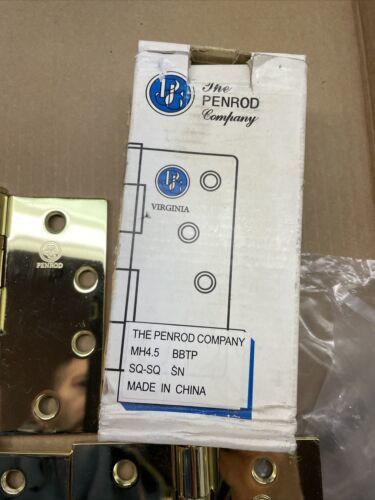 The
PENROD
Company
VIRGINIA
PENROD
THE PENROD COMPANY
MH4.5 BBTP
SQ-SQ SN
MADE IN CHINA